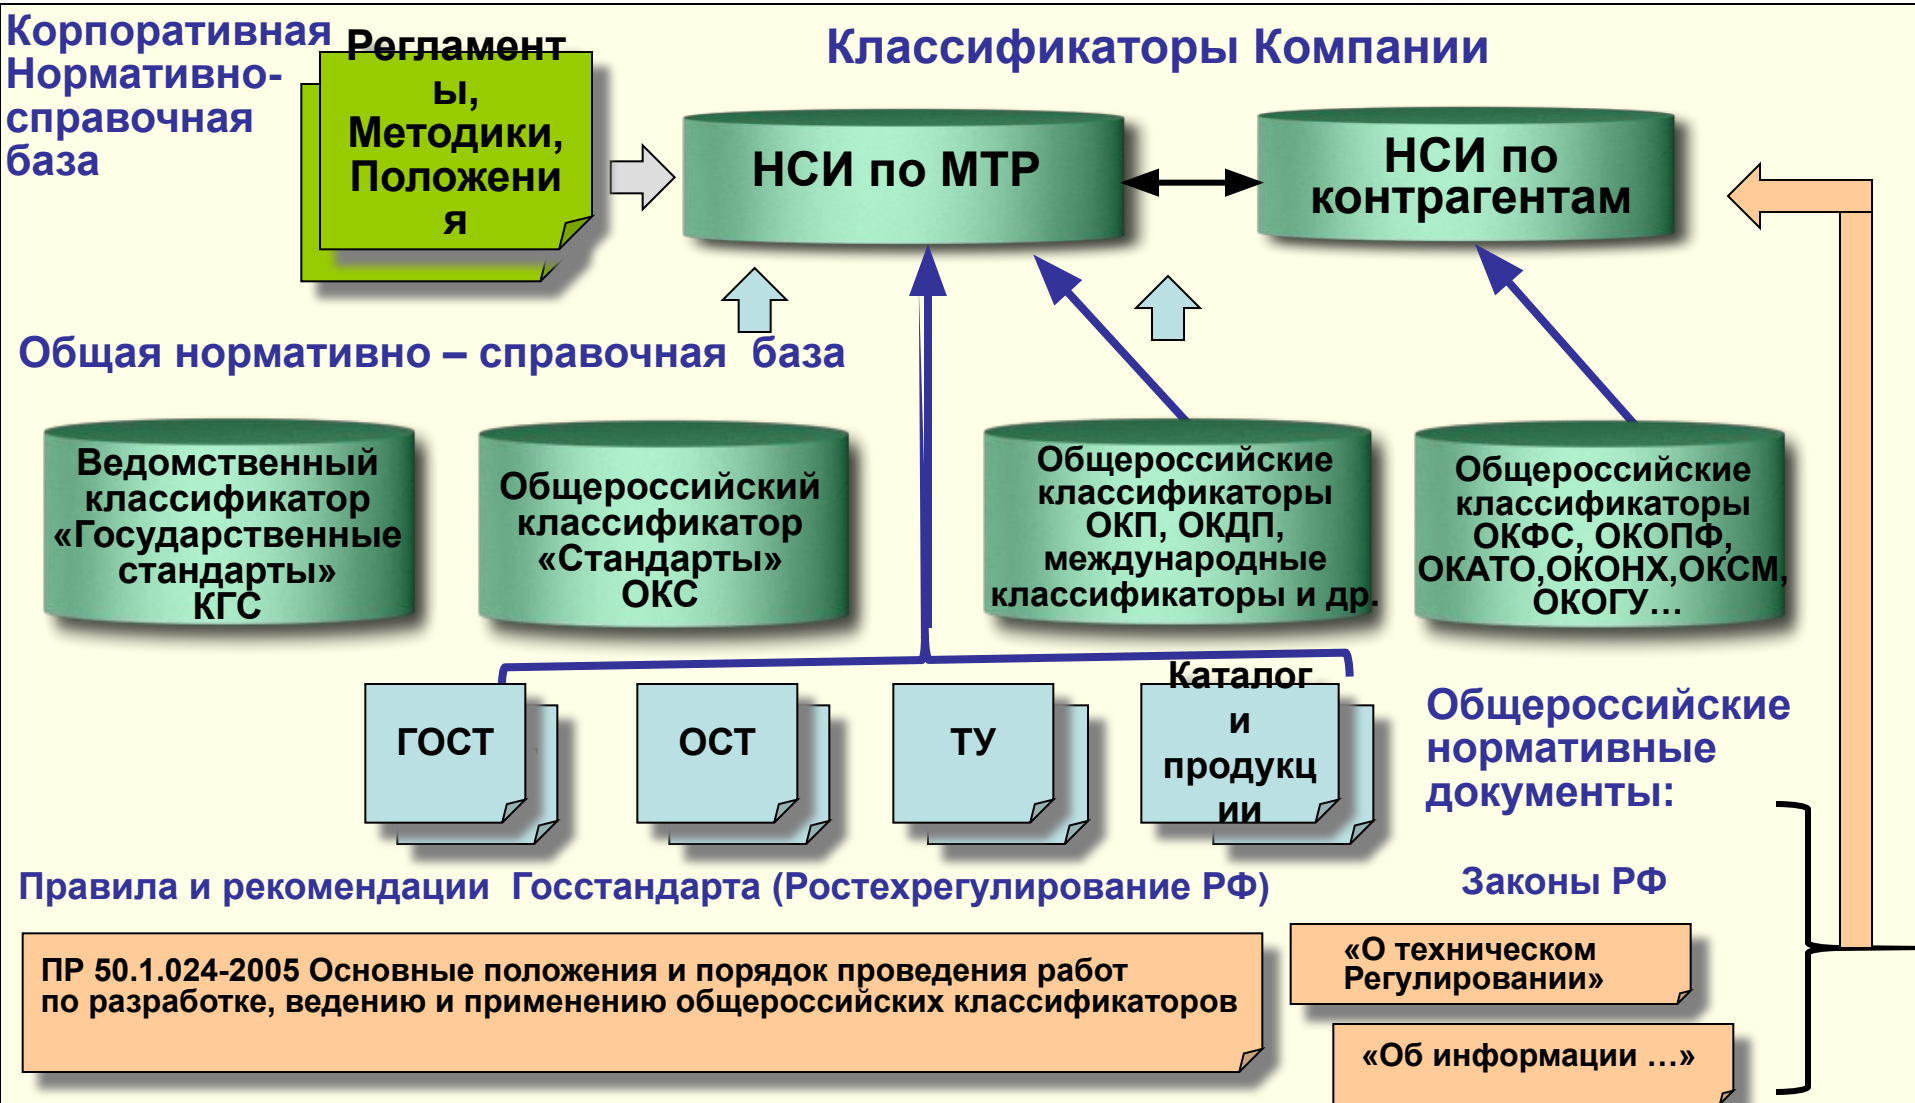 Корпоративная
Нормативно-
справочная
база
Регламент
ы,
Методики,
Положени
я
Классификаторы Компании
НСИ по МТР
НСИ по
контрагентам
Общая нормативно – справочная база
Ведомственный
классификатор
«Государственные
стандарты»
КГС
Общероссийский
классификатор
«Стандарты»
ОКС
Общероссийские
классификаторы
ОКП, ОКДП,
международные
классификаторы и др.
Общероссийские
классификаторы
ОКФС, ОКОПФ,
ОКАТО,ОКОНХ,ОКСМ,
ОКОГУ…
ГОСТ
ОСТ
ТУ
Каталог
и
продукц
ии
Общероссийские
нормативные
документы:
Правила и рекомендации Госстандарта (Ростехрегулирование РФ)
Законы РФ
ПР 50.1.024-2005 Основные положения и порядок проведения работ
по разработке, ведению и применению общероссийских классификаторов
«О техническом
Регулировании»
«Об информации …»